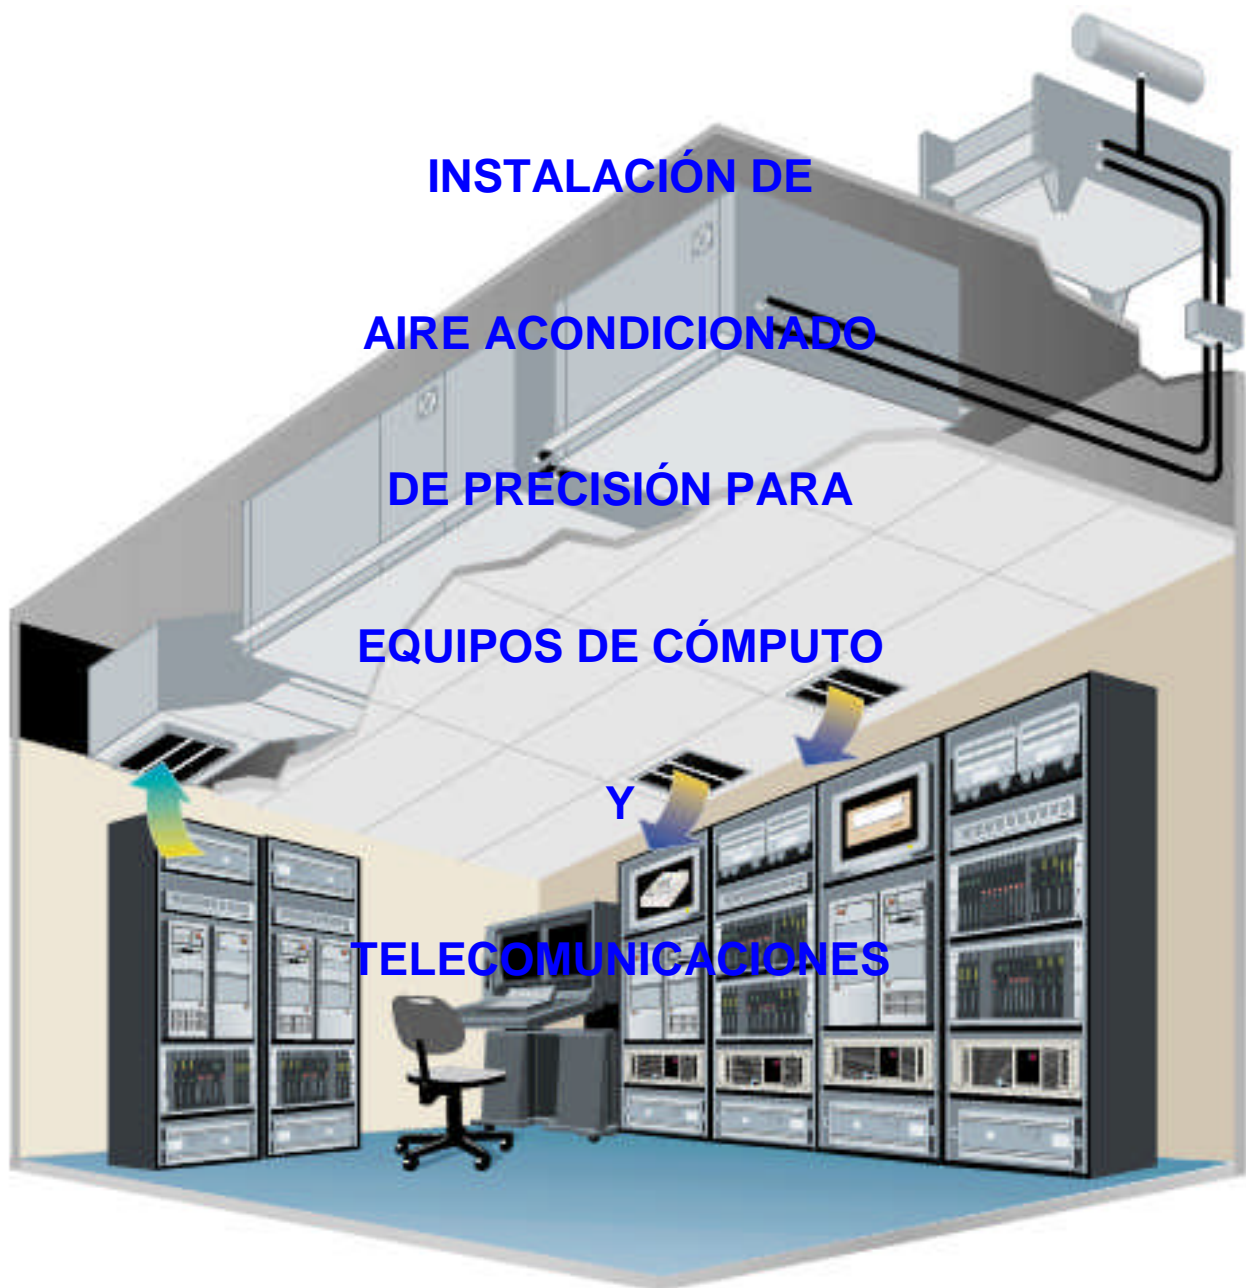 INSTALACIÓN DE
AIRE ACONDICIONADO
DE PRECISIÓN PARA
EQUIPOS DE CÓMPUTO
Y
TELECOMUNICACIONES